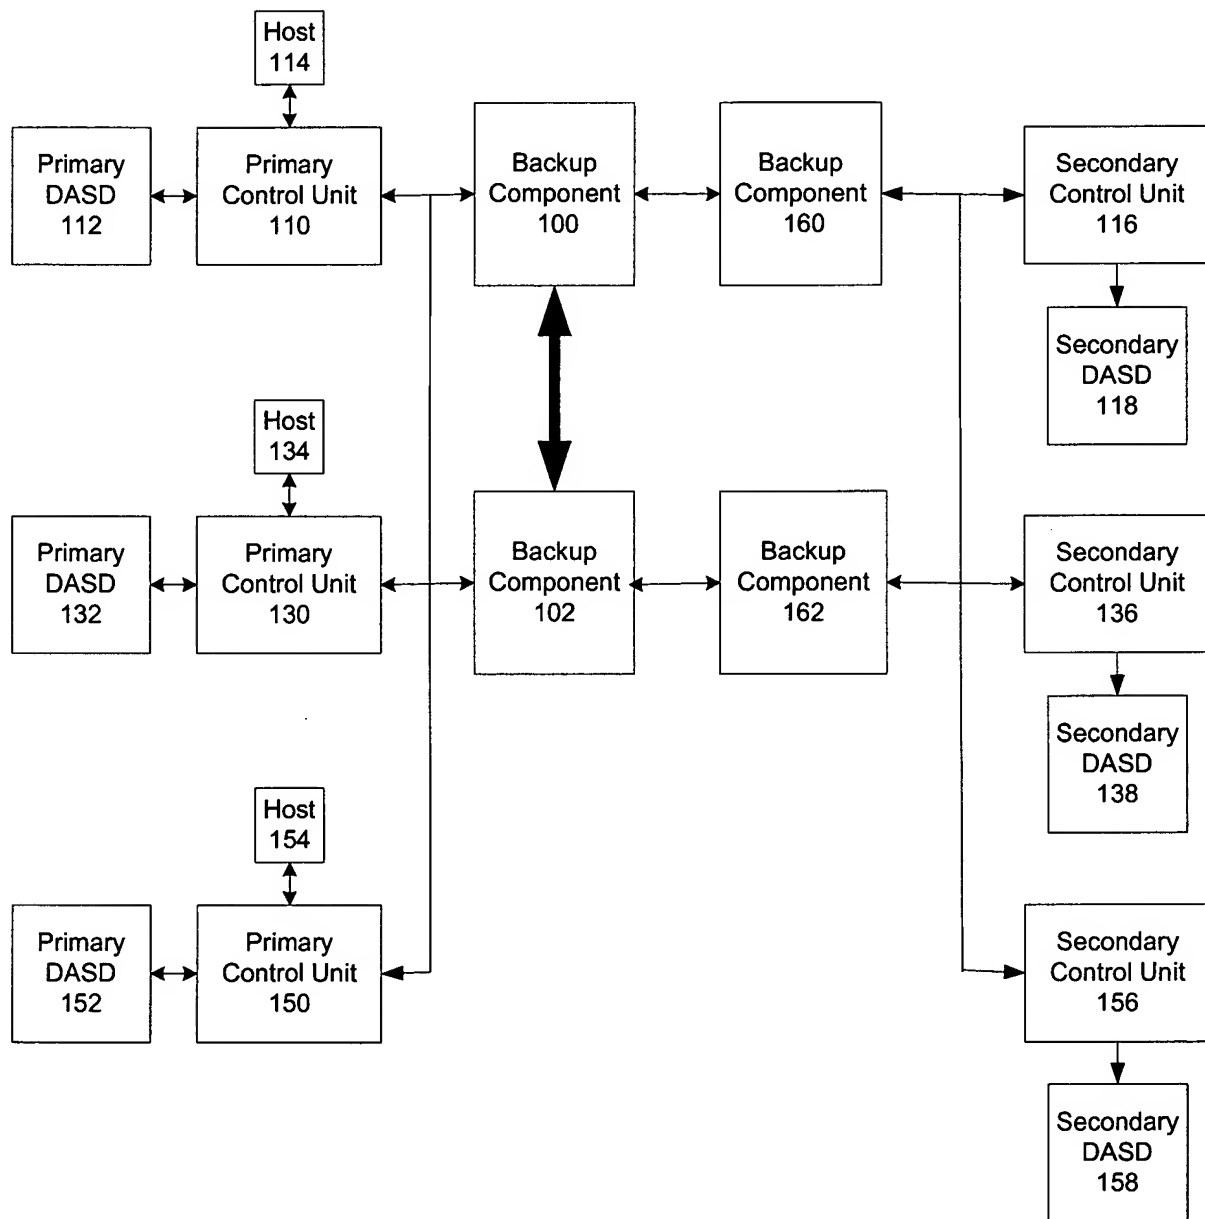 Host
114
Primary
DASD
112
Primary
Control Unit
110
Backup
Component
100
Backup
Component
160
Secondary
Control Unit
116
Secondary
DASD
118
Host
134
Primary
DASD
132
Primary
Control Unit
130
Backup
Component
102
Backup
Component
162
Secondary
Control Unit
136
Secondary
DASD
138
Host
154
Primary
DASD
152
Primary
Control Unit
150
Secondary
Control Unit
156
Secondary
DASD
158